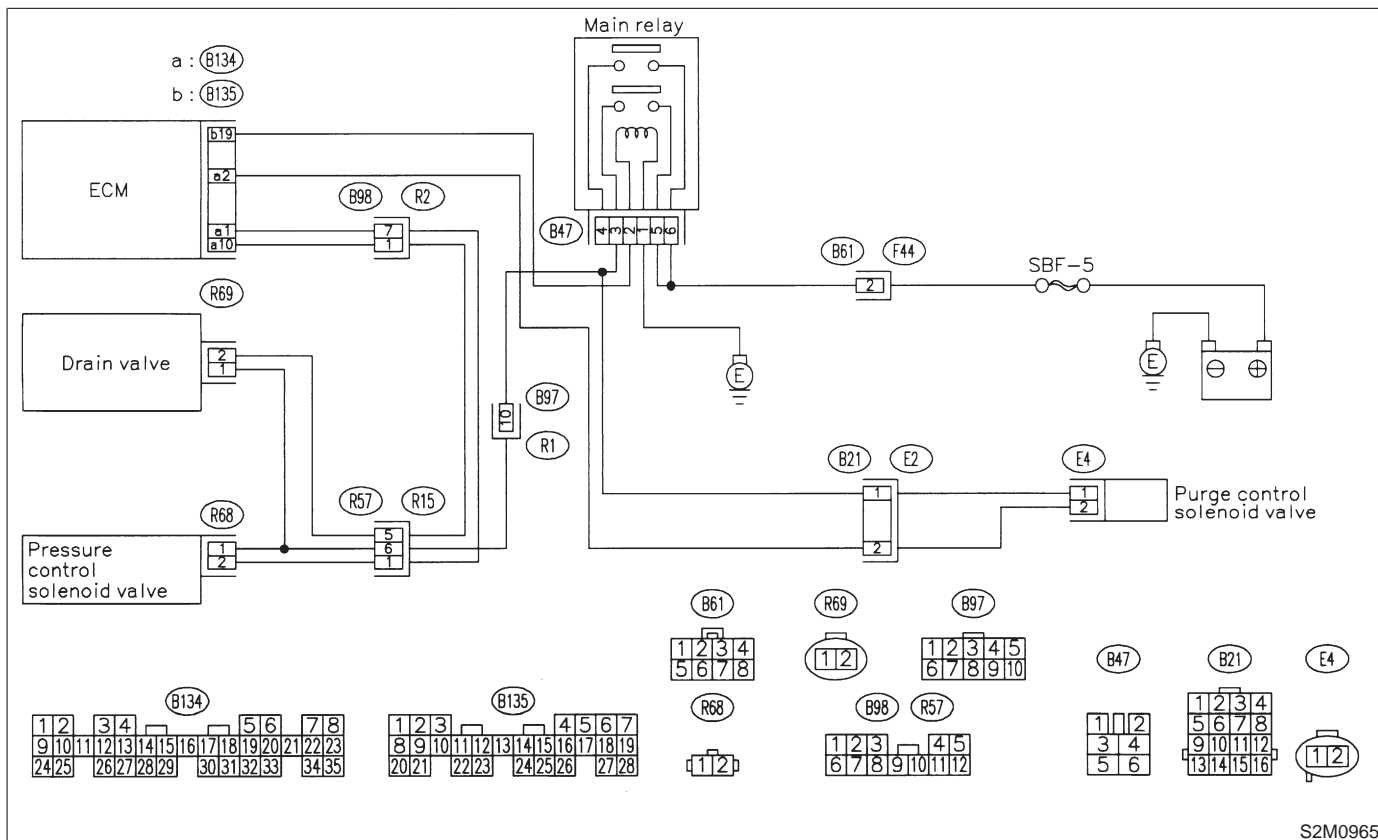 Main relay
a : B134
b : B135
ECM
b19
a2
a1
a10
B98 R2
7
1
B47
4 3 2 1 5 6
B61 F44
2
SBF-5
E
E
R69
Drain valve
2
1
B97
10
R1
R68
Pressure
control
solenoid valve
1
2
R57 R15
5
6
1
B21 E2
1
2
E4
1
2
Purge control
solenoid valve
B61
1 2 3 4
5 6 7 8
R69
1 2
B97
1 2 3 4 5
6 7 8 9 10
B47
1 2
3 4
5 6
B21
1 2 3 4
5 6 7 8
9 10 11 12
13 14 15 16
E4
1 2
B134
1 2 3 4 5 6 7 8
9 10 11 12 13 14 15 16 17 18 19 20 21 22 23
24 25 26 27 28 29 30 31 32 33 34 35
B135
1 2 3 4 5 6 7
8 9 10 11 12 13 14 15 16 17 18 19
20 21 22 23 24 25 26 27 28
R68
1 2
B98 R57
1 2 3 4 5
6 7 8 9 10 11 12
S2M0965